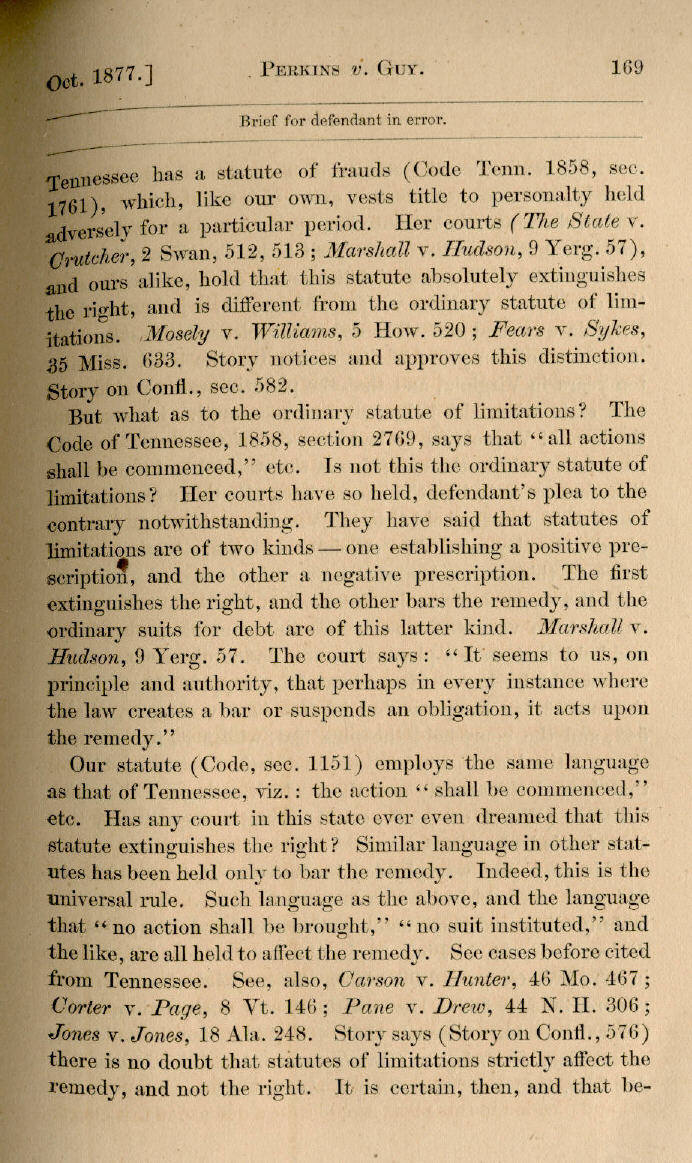 Oct. 1877.] PERKINS v. GUY. 169
Brief for defendant in error.
Tennessee has a statute of frauds (Code Tenn. 1858, sec.
1761), which, like our own, vests title to personalty held
adversely for a particular period. Her courts (The State v.
Crutcher, 2 Swan, 512, 513; Marshall v. Hudson, 9 Yerg. 57),
and ours alike, hold that this statute absolutely extinguishes
the right, and is different from the ordinary statute of lim-
itations. Mosely v. Williams, 5 How. 520; Fears v. Sykes,
35 Miss. 633. Story notices and approves this distinction.
Story on Confl., sec. 582.
But what as to the ordinary statute of limitations? The
Code of Tennessee, 1858, section 2769, says that "all actions
shall be commenced," etc. Is not this the ordinary statute of
limitations? Her courts have so held, defendant's plea to the
contrary notwithstanding. They have said that statutes of
limitations are of two kinds — one establishing a positive pre-
scription, and the other a negative prescription. The first
extinguishes the right, and the other bars the remedy, and the
ordinary suits for debt are of this latter kind. Marshall v.
Hudson, 9 Yerg. 57. The court says: "It seems to us, on
principle and authority, that perhaps in every instance where
the law creates a bar or suspends an obligation, it acts upon
the remedy."
Our statute (Code, sec. 1151) employs the same language
as that of Tennessee, viz.: the action "shall be commenced,"
etc. Has any court in this state ever even dreamed that this
statute extinguishes the right? Similar language in other stat-
utes has been held only to bar the remedy. Indeed, this is the
universal rule. Such language as the above, and the language
that "no action shall be brought," "no suit instituted," and
the like, are all held to affect the remedy. See cases before cited
from Tennessee. See, also, Carson v. Hunter, 46 Mo. 467;
Corter v. Page, 8 Vt. 146; Pane v. Drew, 44 N. H. 306;
Jones v. Jones, 18 Ala. 248. Story says (Story on Confl., 576)
there is no doubt that statutes of limitations strictly affect the
remedy, and not the right. It is certain, then, and that be-